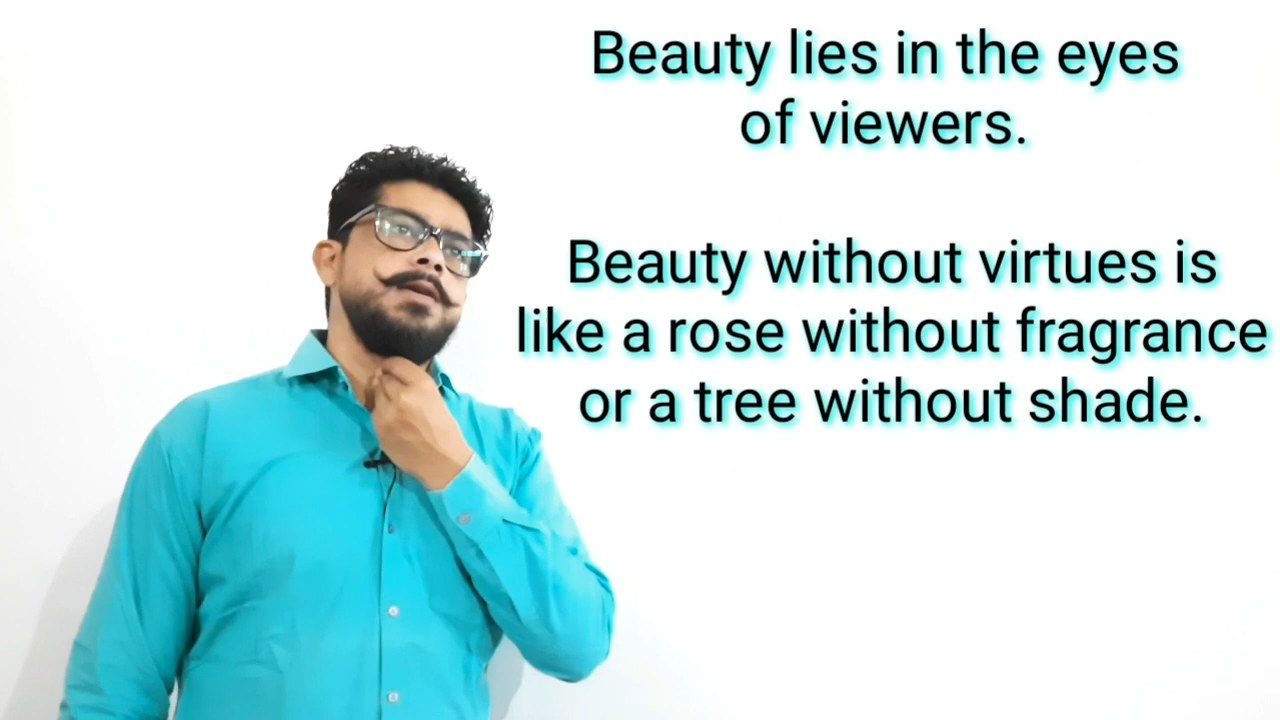 Beauty lies in the eyes
of viewers.
Beauty without virtues is
like a rose without fragrance
or a tree without shade.